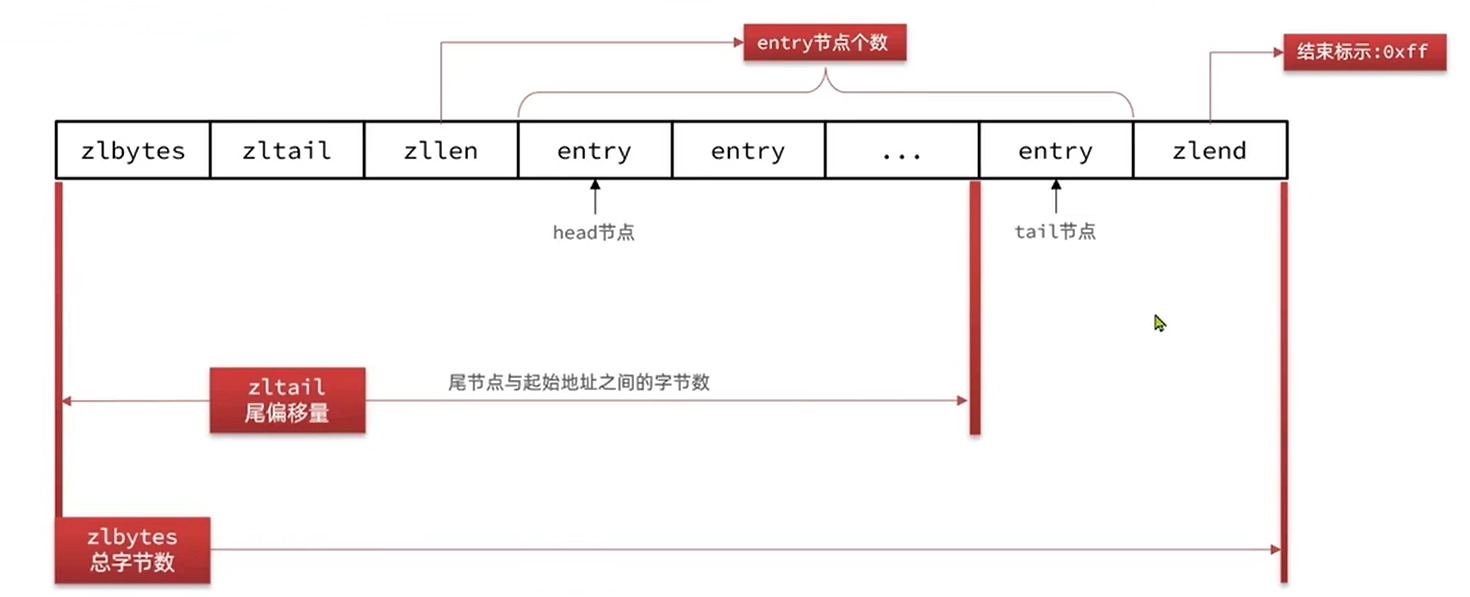 entry节点个数
结束标示:0xff
zlbytes zltail zllen entry entry ... entry zlend
head节点
tail节点
zltail
尾偏移量
尾节点与起始地址之间的字节数
zlbytes
总字节数